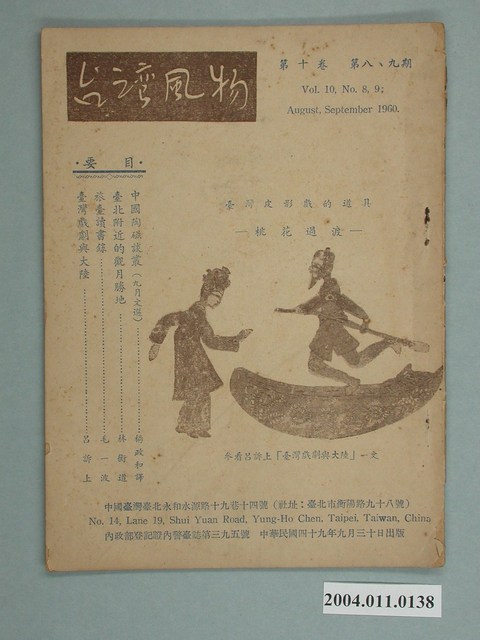 台灣風物
第十卷　第八、九期
Vol. 10, No. 8, 9;
August, September 1960.
·要目·
中國陶磁談叢（九月文選）………楊政和譯
臺北附近的觀月勝地………林衡道
旅臺讀書錄………毛一波
臺灣戲劇與大陸………呂訴上
臺灣皮影戲的道具
—桃花過渡—
參看呂訴上「臺灣戲劇與大陸」一文
中國臺灣臺北永和水源路十九巷十四號（社址：臺北市衡陽路九十八號）
No. 14, Lane 19, Shui Yuan Road, Yung-Ho Chen, Taipei, Taiwan, China
內政部登記證內警臺誌第三九五號　中華民國四十九年九月三十日出版
2004.011.0138